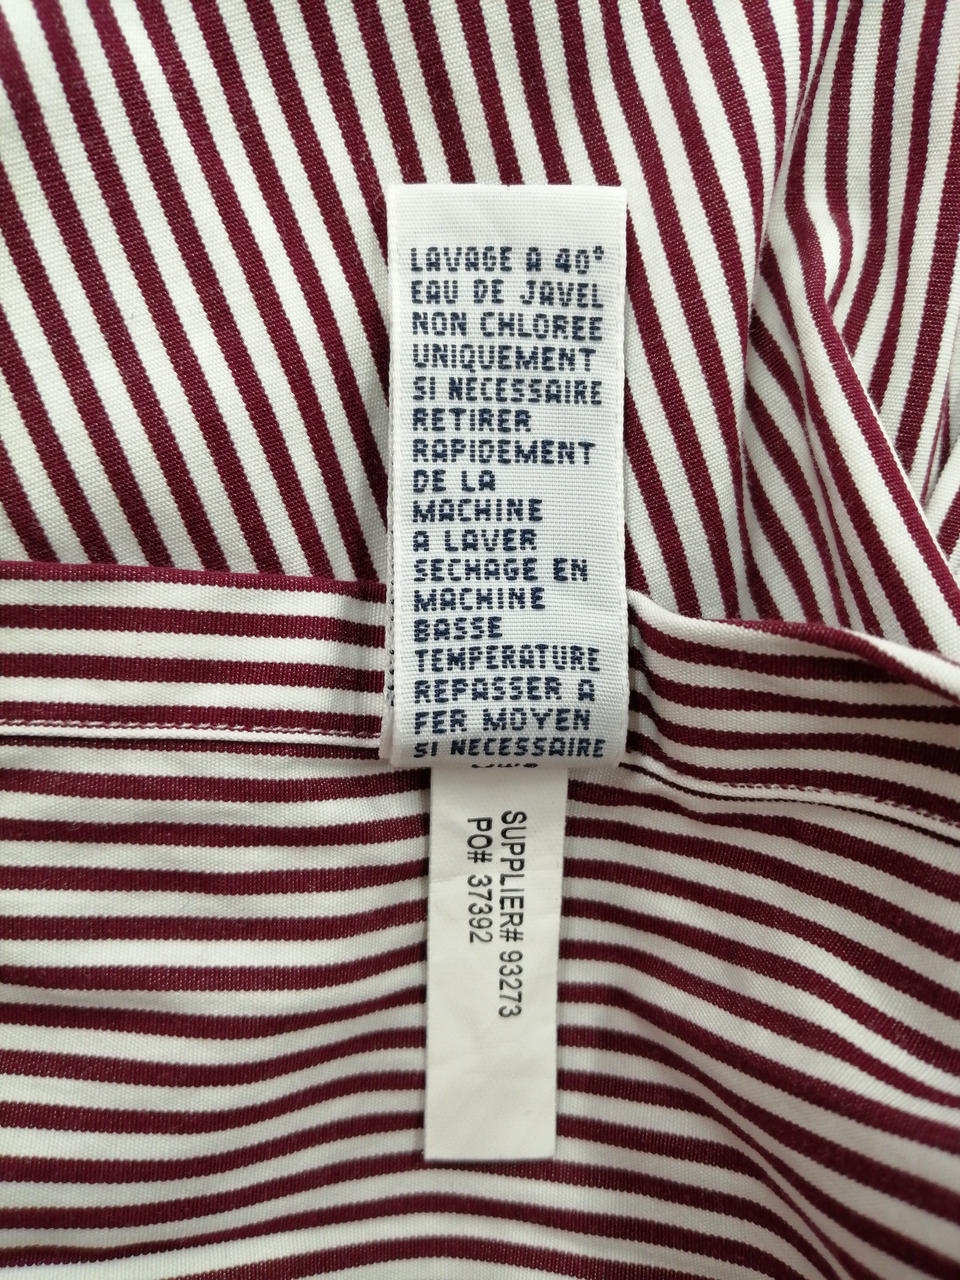 LAVAGE A 40°
EAU DE JAVEL
NON CHLOREE
UNIQUEMENT
SI NECESSAIRE
RETIRER
RAPIDEMENT
DE LA
MACHINE
A LAVER
SECHAGE EN
MACHINE
BASSE
TEMPERATURE
REPASSER A
FER MOYEN
SI NECESSAIRE
SUPPLIER# 93273
PO# 37392